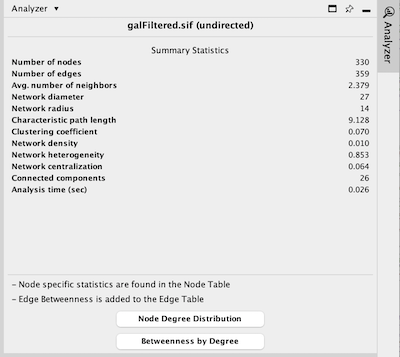 Analyzer ▼
galFiltered.sif (undirected)
Summary Statistics
Number of nodes 330
Number of edges 359
Avg. number of neighbors 2.379
Network diameter 27
Network radius 14
Characteristic path length 9.128
Clustering coefficient 0.070
Network density 0.010
Network heterogeneity 0.853
Network centralization 0.064
Connected components 26
Analysis time (sec) 0.026
- Node specific statistics are found in the Node Table
- Edge Betweenness is added to the Edge Table
Node Degree Distribution
Betweenness by Degree
Analyzer